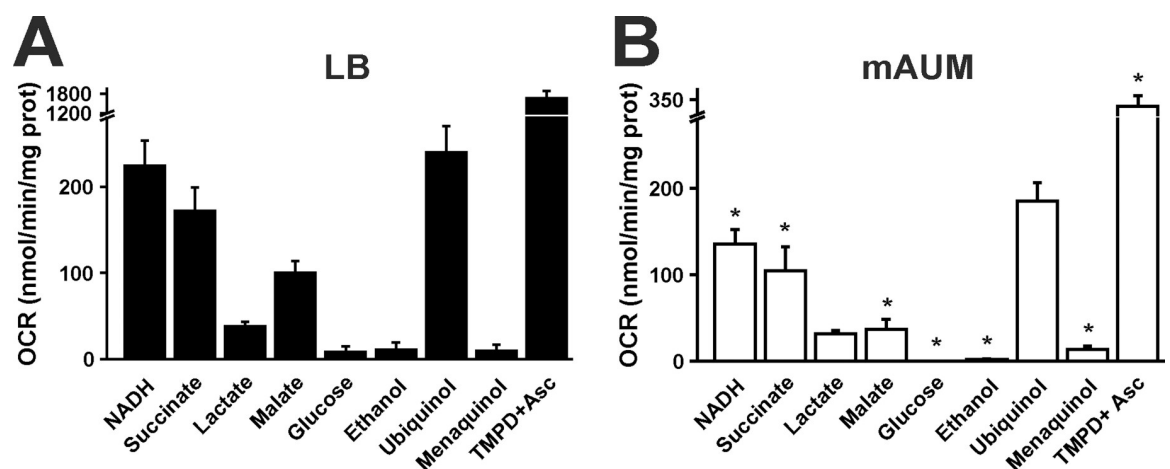 A
LB
OCR (nmol/min/mg prot)
1800
1200
200
100
0
NADH
Succinate
Lactate
Malate
Glucose
Ethanol
Ubiquinol
Menaquinol
TMPD+Asc
B
mAUM
OCR (nmol/min/mg prot)
350
200
100
0
*
*
*
*
*
*
*
NADH
Succinate
Lactate
Malate
Glucose
Ethanol
Ubiquinol
Menaquinol
TMPD+ Asc